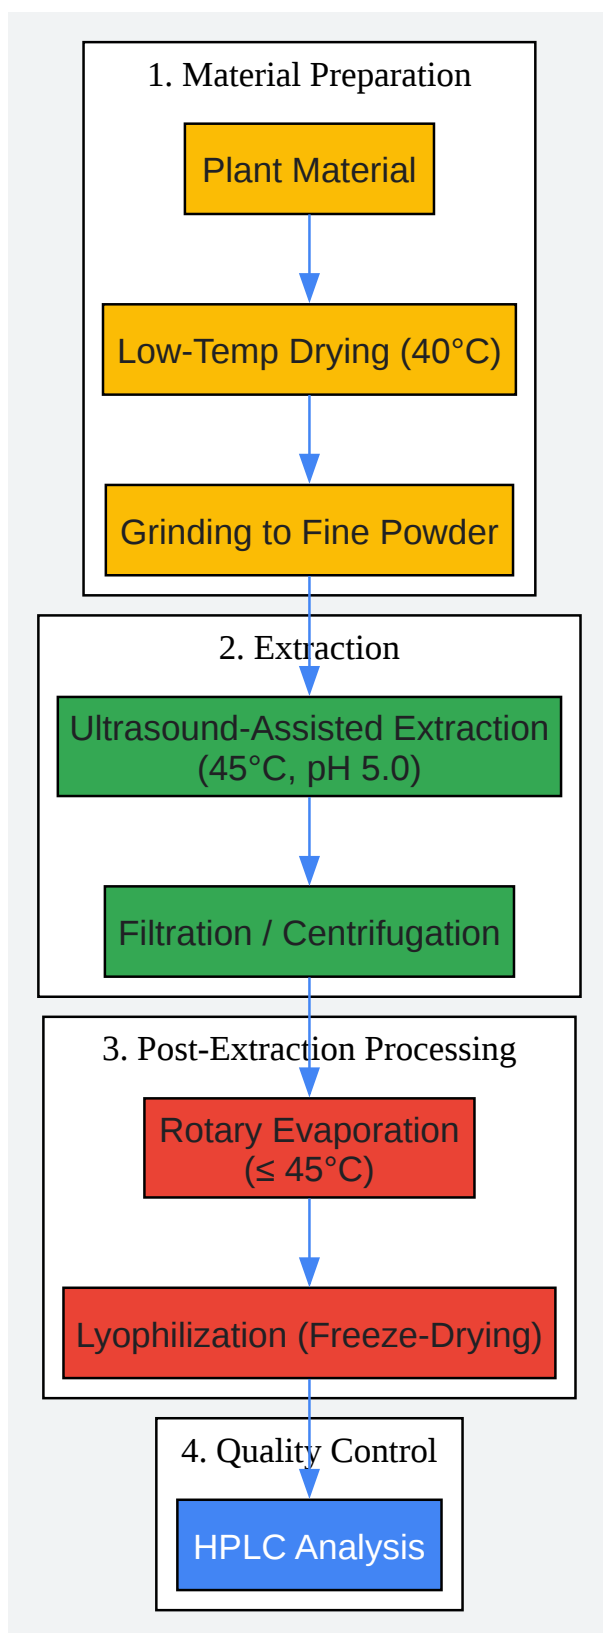 1. Material Preparation
Plant Material
Low-Temp Drying (40°C)
Grinding to Fine Powder
2. Extraction
Ultrasound-Assisted Extraction
(45°C, pH 5.0)
Filtration / Centrifugation
3. Post-Extraction Processing
Rotary Evaporation
(≤ 45°C)
Lyophilization (Freeze-Drying)
4. Quality Control
HPLC Analysis